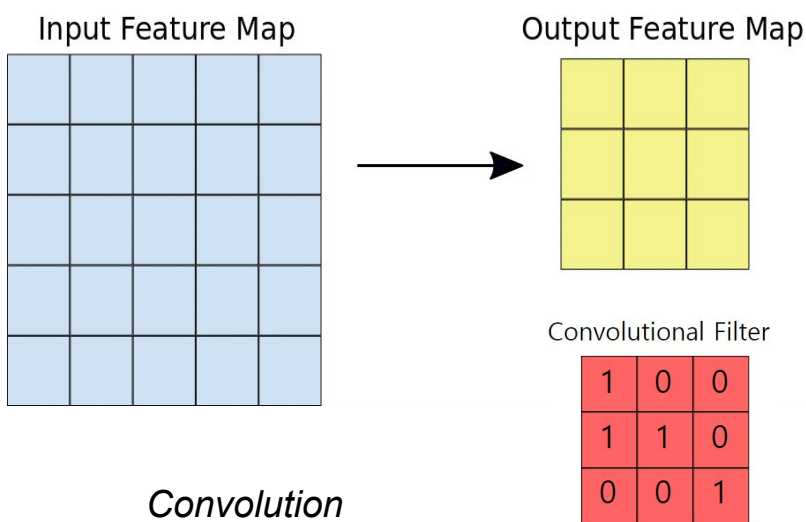 Input Feature Map
Output Feature Map
Convolutional Filter
1 0 0
1 1 0
0 0 1
Convolution